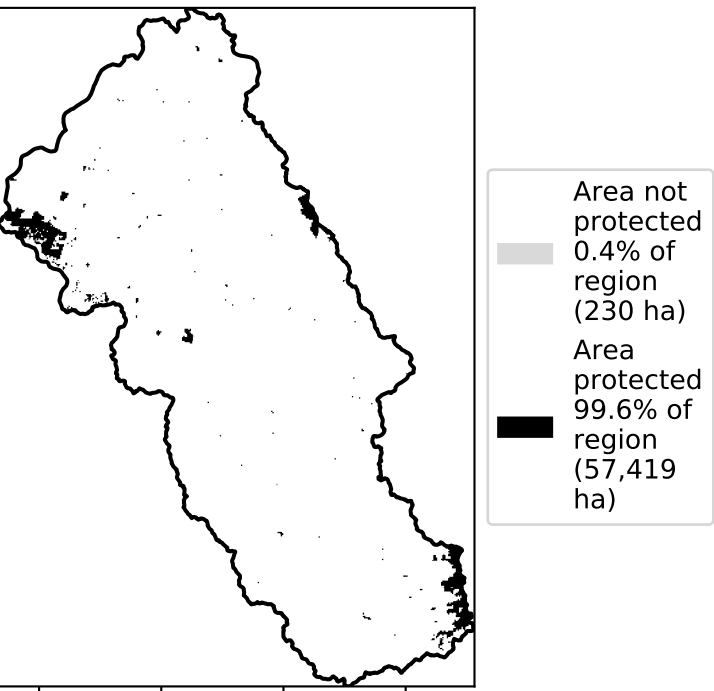 Area not
protected
0.4% of
region
(230 ha)
Area
protected
99.6% of
region
(57,419
ha)